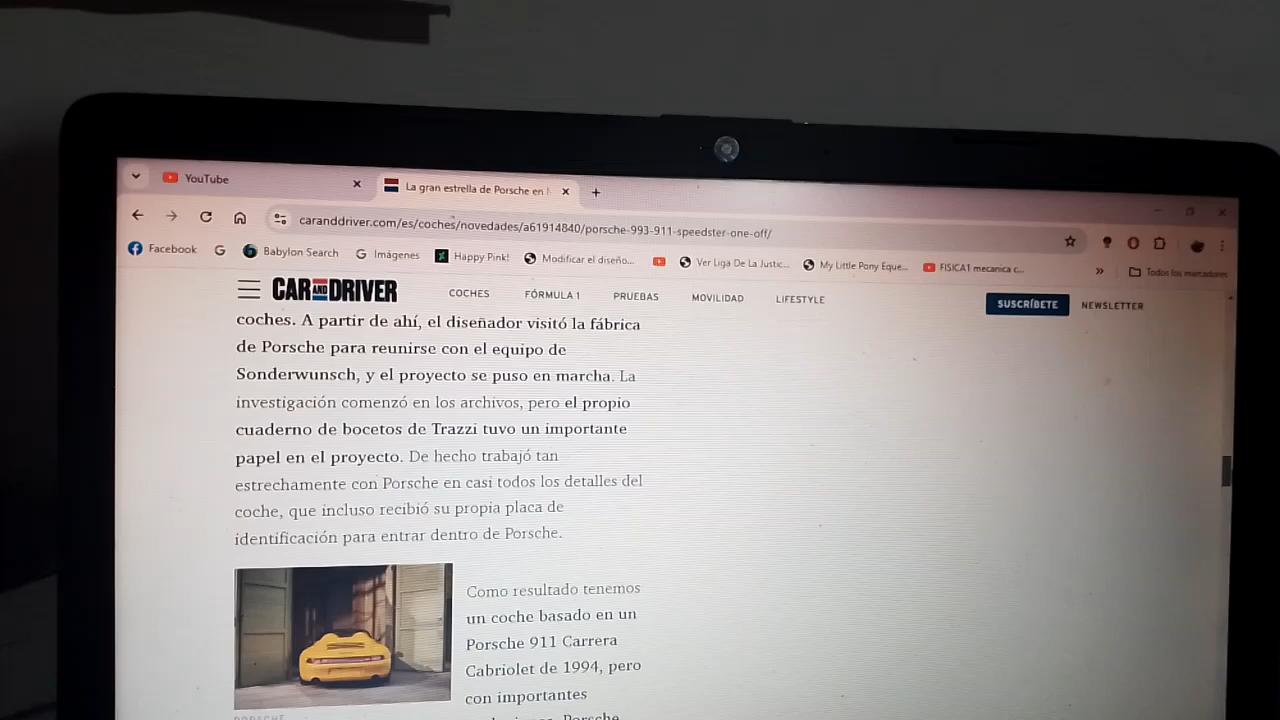 YouTube
La gran estrella de Porsche en
caranddriver.com/es/coches/novedades/a61914840/porsche-993-911-speedster-one-off/
Facebook
Babylon Search
Imágenes
Happy Pink!
Modificar el diseño...
Ver Liga De La Justic...
My Little Pony Eque...
FISICA1 mecanica c...
»
Todos los marcadores
CAR AND DRIVER
COCHES
FÓRMULA 1
PRUEBAS
MOVILIDAD
LIFESTYLE
SUSCRÍBETE
NEWSLETTER
coches. A partir de ahí, el diseñador visitó la fábrica
de Porsche para reunirse con el equipo de
Sonderwunsch, y el proyecto se puso en marcha. La
investigación comenzó en los archivos, pero el propio
cuaderno de bocetos de Trazzi tuvo un importante
papel en el proyecto. De hecho trabajó tan
estrechamente con Porsche en casi todos los detalles del
coche, que incluso recibió su propia placa de
identificación para entrar dentro de Porsche.
Como resultado tenemos
un coche basado en un
Porsche 911 Carrera
Cabriolet de 1994, pero
con importantes
Porsche
PORSCHE